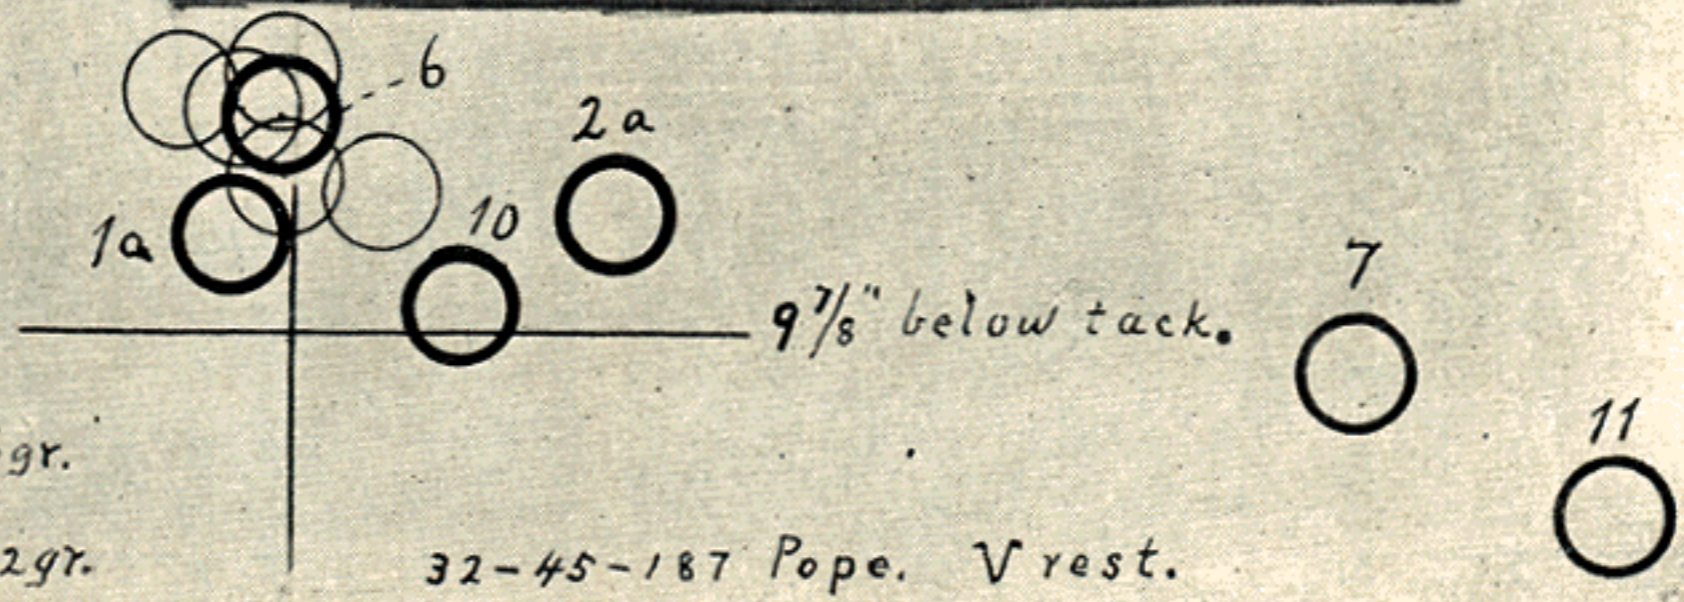 6
2a
1a
10
7
9 7/8" below tack.
11
gr.
2gr.
32-45-187 Pope. V rest.